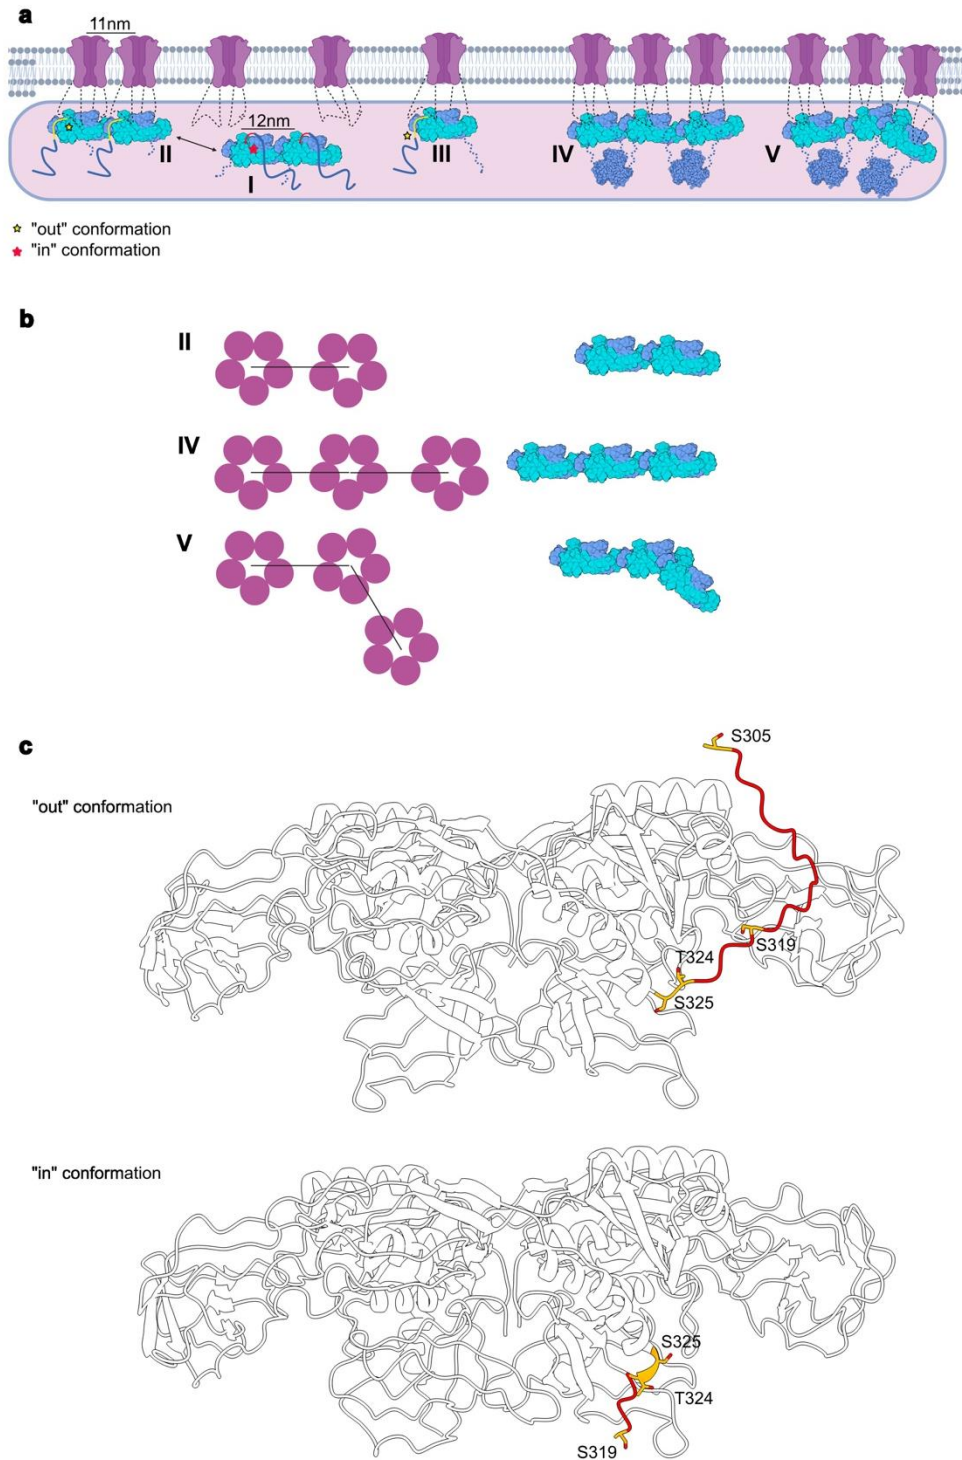 a
11nm
12nm
II
I
III
IV
V
"out" conformation
"in" conformation
b
II
IV
V
c
S305
"out" conformation
S319
T324
S325
"in" conformation
S325
T324
S319